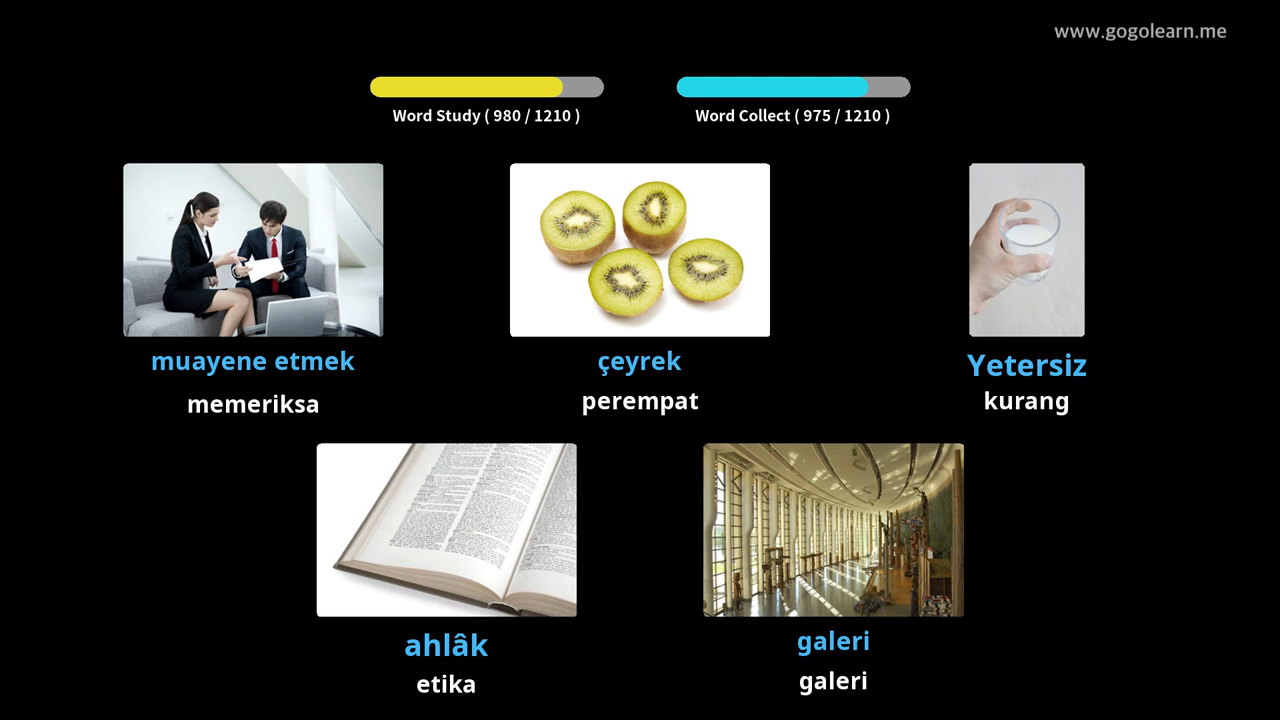 www.gogolearn.me
Word Study ( 980 / 1210 )
Word Collect ( 975 / 1210 )
muayene etmek
memeriksa
çeyrek
perempat
Yetersiz
kurang
ahlâk
etika
galeri
galeri